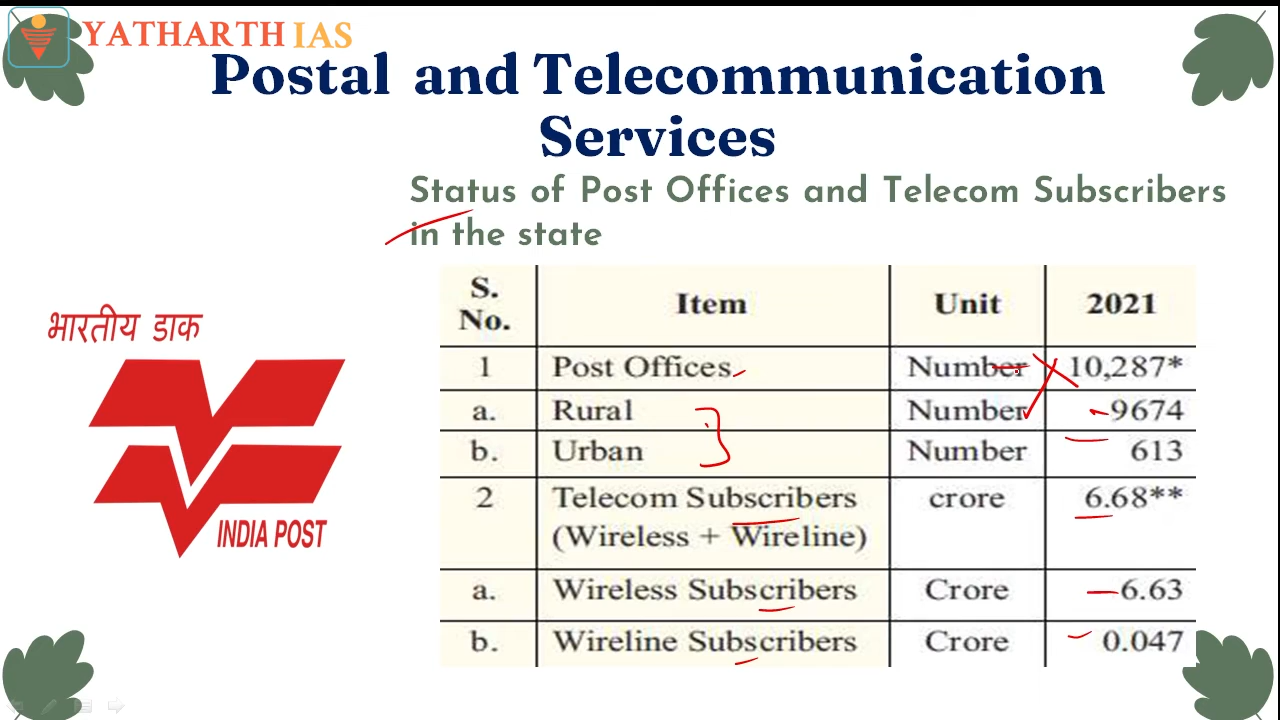 YATHARTH IAS
Postal and Telecommunication
Services
Status of Post Offices and Telecom Subscribers
in the state
भारतीय डाक
INDIA POST
S. No. Item Unit 2021
1 Post Offices Number 10,287*
a. Rural Number 9674
b. Urban Number 613
2 Telecom Subscribers crore 6.68**
(Wireless + Wireline)
a. Wireless Subscribers Crore 6.63
b. Wireline Subscribers Crore 0.047